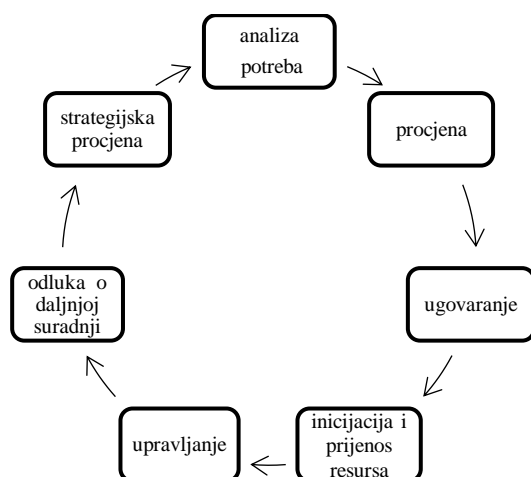 analiza
potreba
procjena
ugovaranje
inicijacija i
prijenos
resursa
upravljanje
odluka o
daljnjoj
suradnji
strategijska
procjena